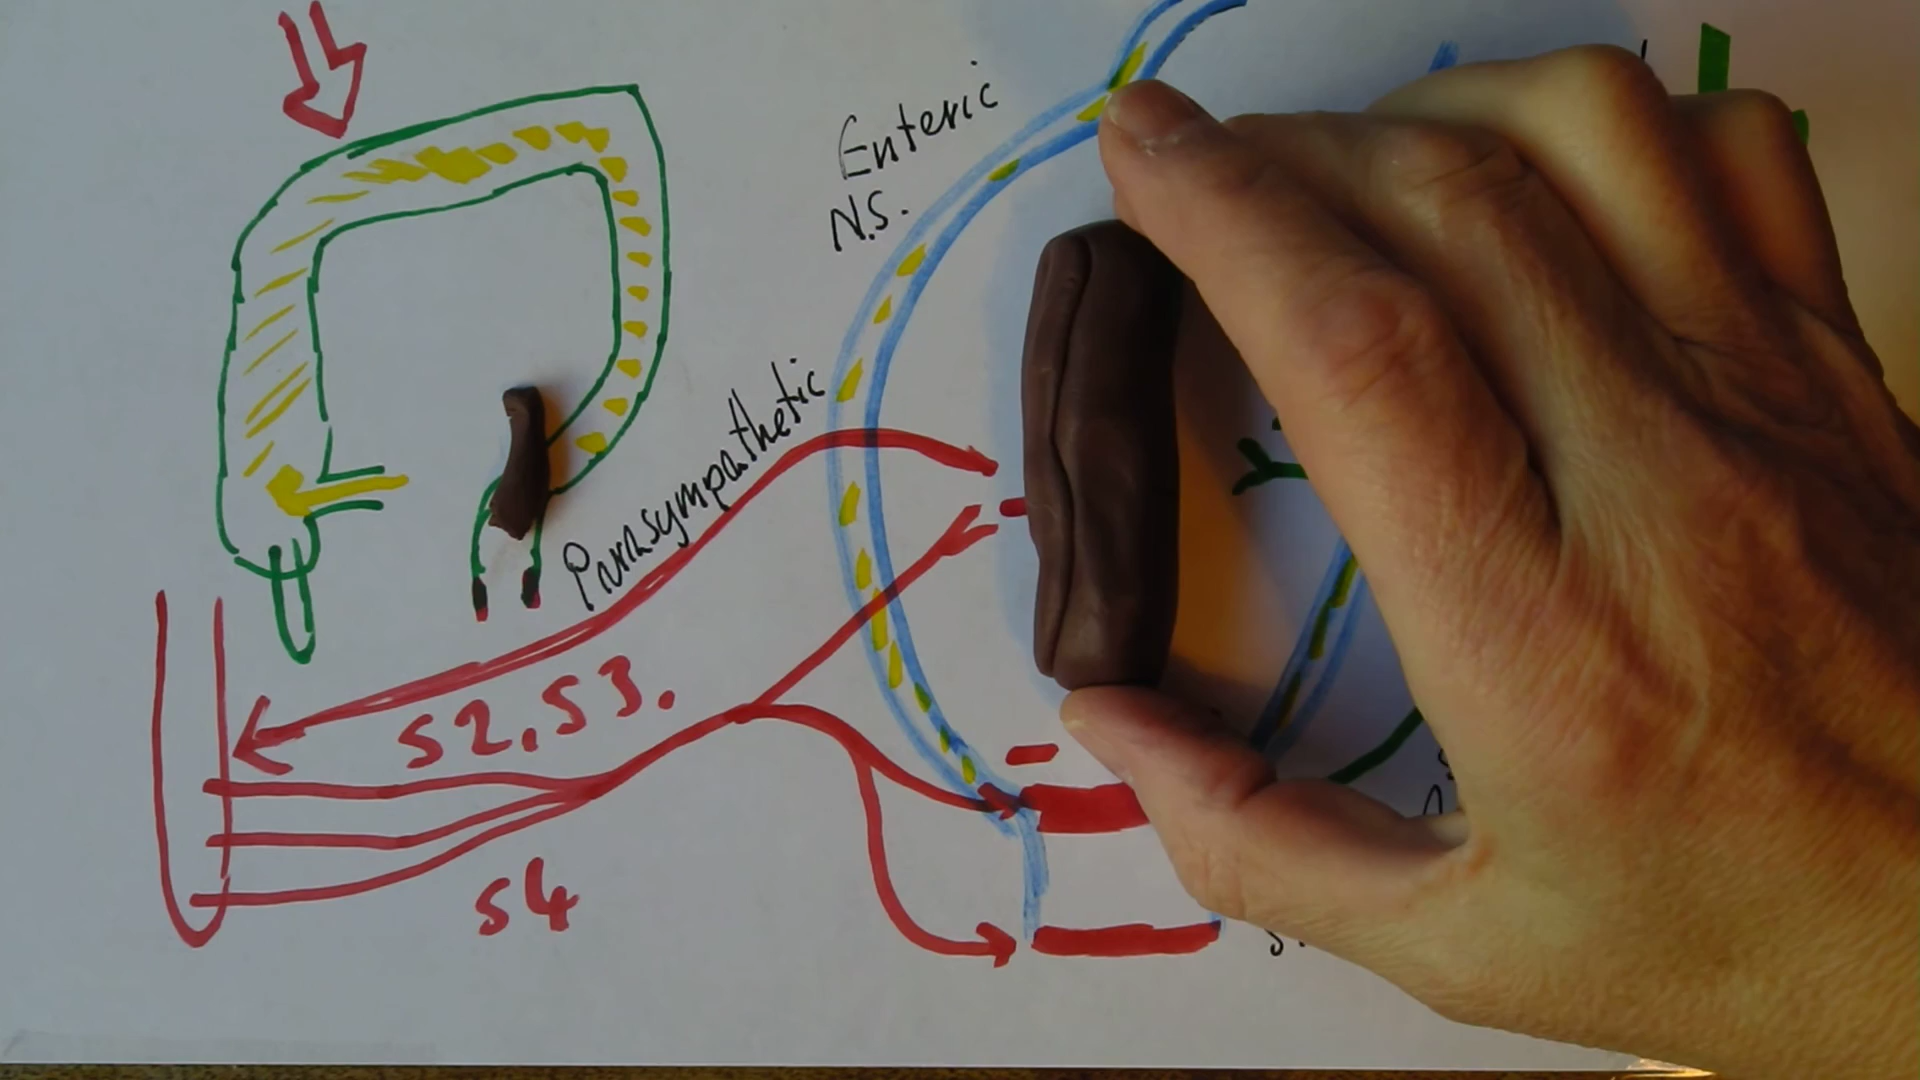 Enteric
N.S.
Parasympathetic
S2, S3.
S4